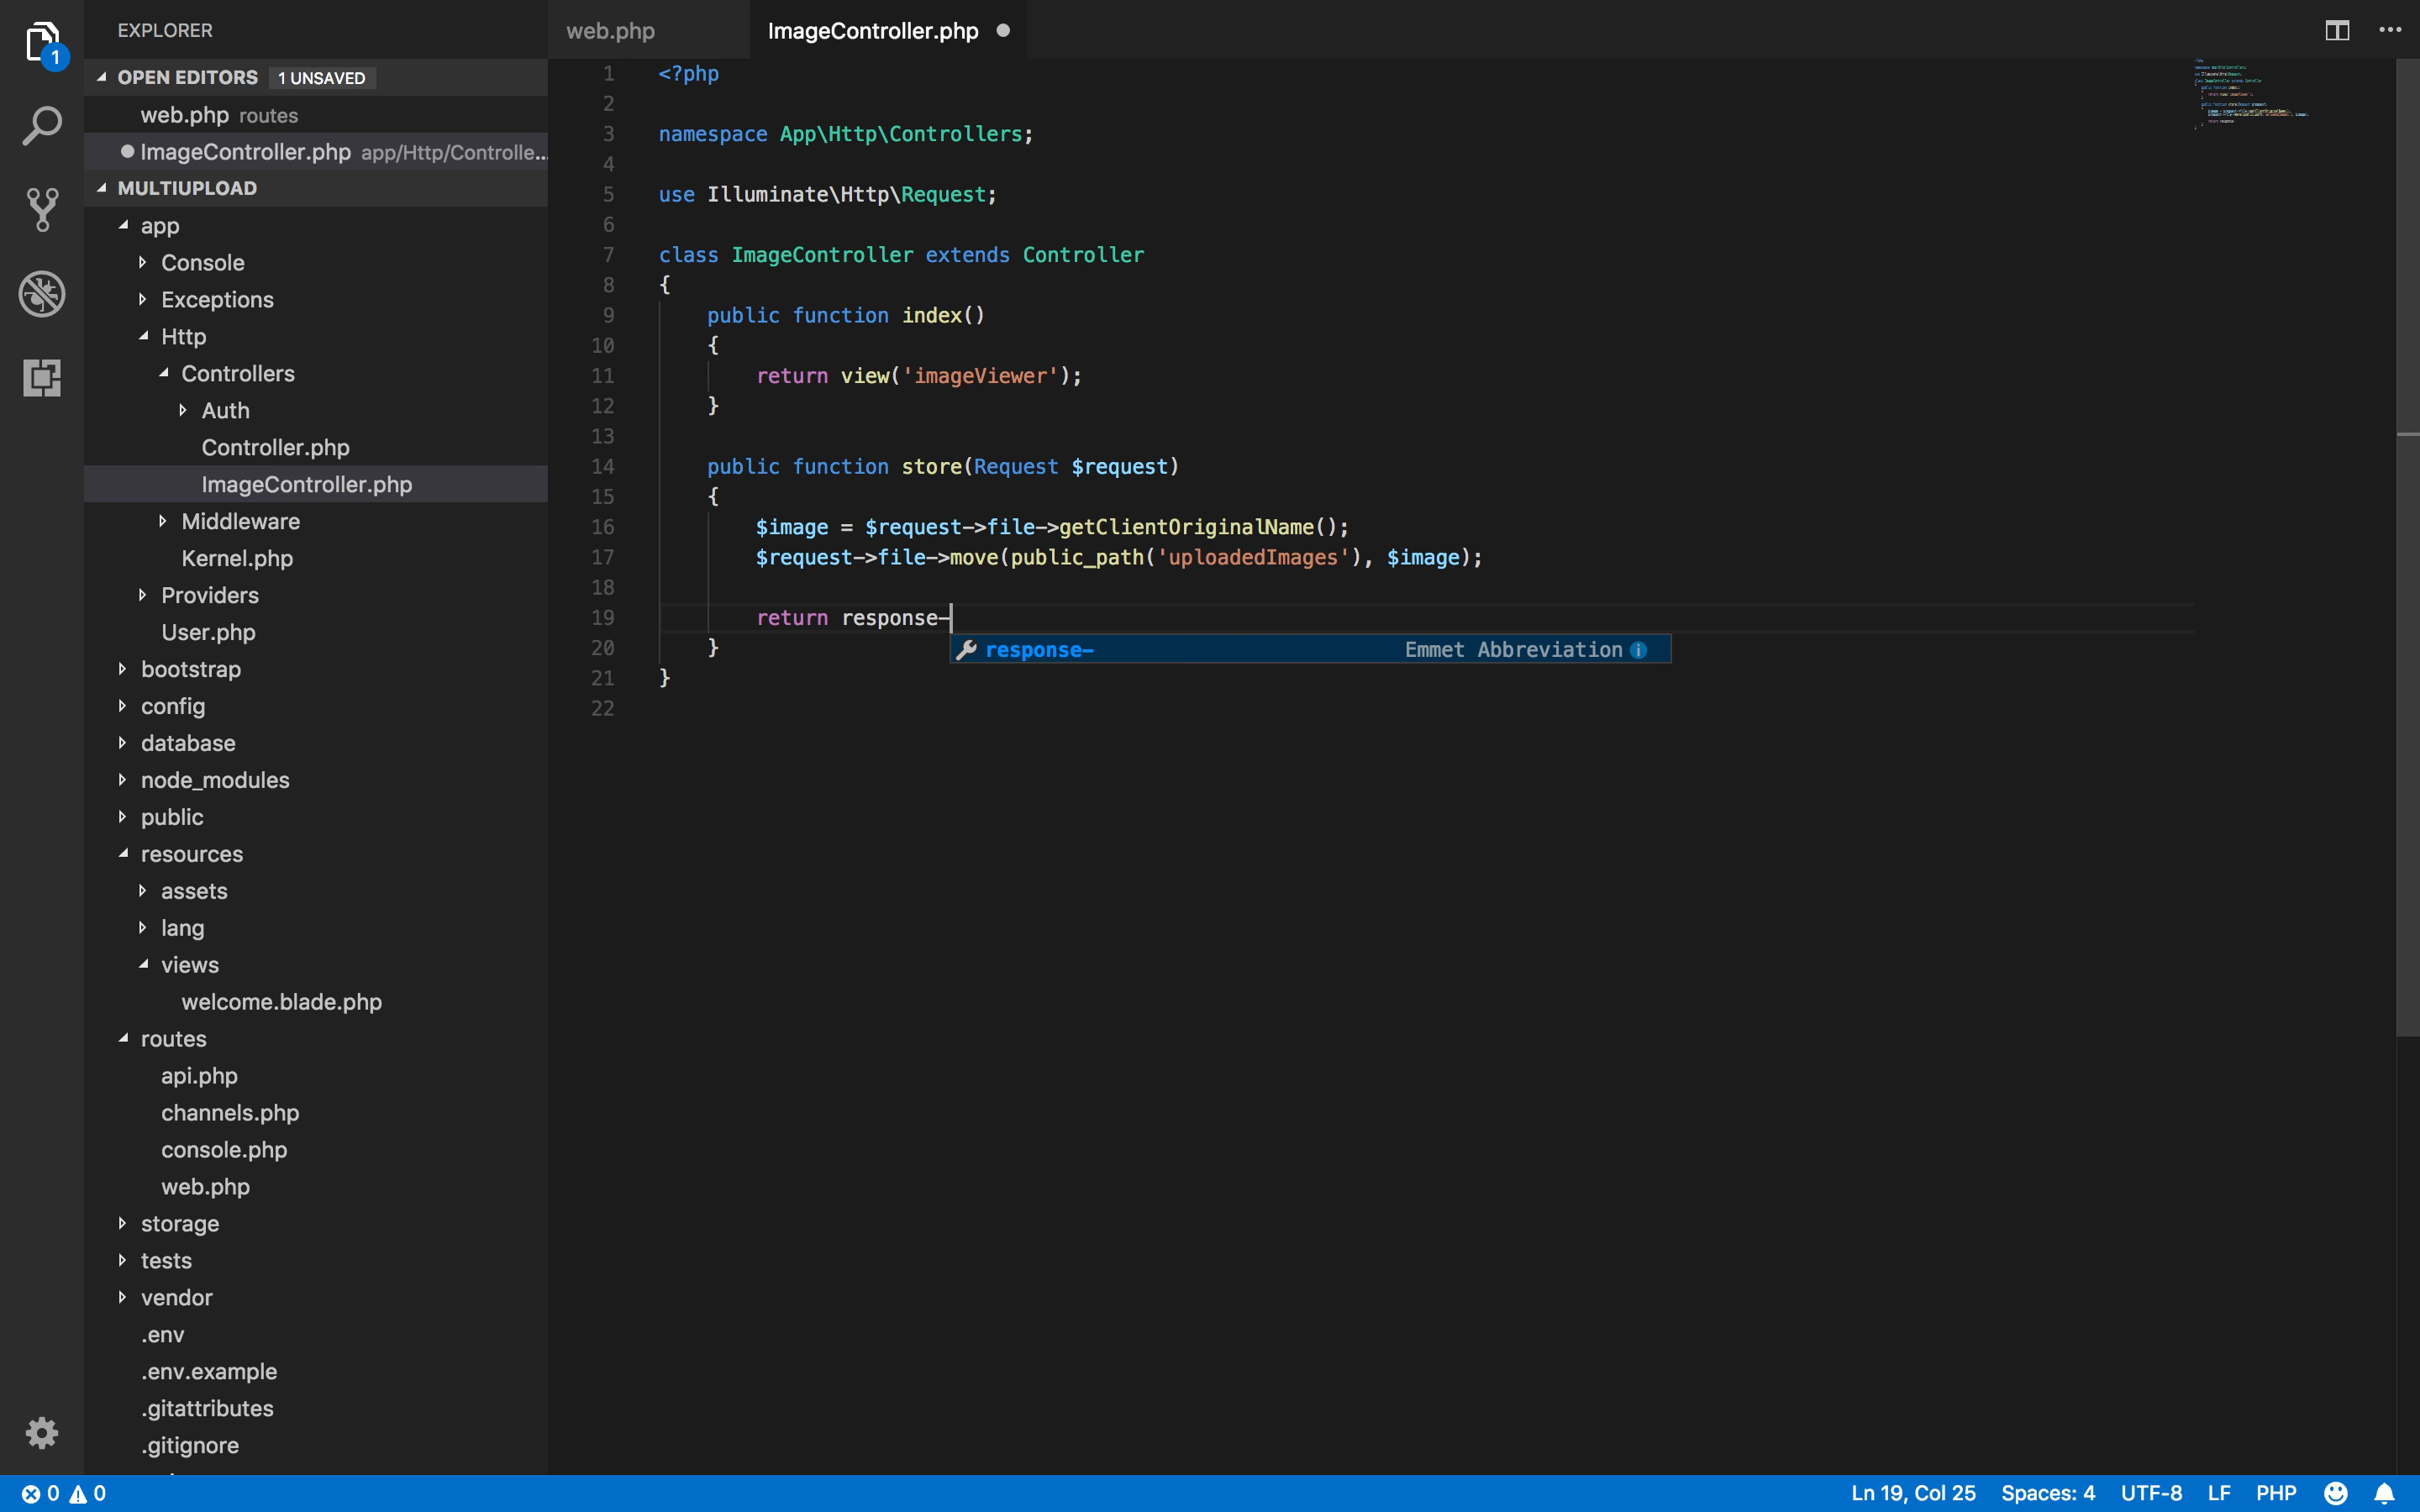 EXPLORER
OPEN EDITORS 1 UNSAVED
web.php routes
ImageController.php app/Http/Controlle...
MULTIUPLOAD
app
Console
Exceptions
Http
Controllers
Auth
Controller.php
ImageController.php
Middleware
Kernel.php
Providers
User.php
bootstrap
config
database
node_modules
public
resources
assets
lang
views
welcome.blade.php
routes
api.php
channels.php
console.php
web.php
storage
tests
vendor
.env
.env.example
.gitattributes
.gitignore
1
web.php ImageController.php
1 <?php
2
3 namespace App\Http\Controllers;
4
5 use Illuminate\Http\Request;
6
7 class ImageController extends Controller
8 {
9     public function index()
10     {
11         return view('imageViewer');
12     }
13
14     public function store(Request $request)
15     {
16         $image = $request->file->getClientOriginalName();
17         $request->file->move(public_path('uploadedImages'), $image);
18
19         return response-
response- Emmet Abbreviation
20     }
21 }
22
0 0 Ln 19, Col 25 Spaces: 4 UTF-8 LF PHP